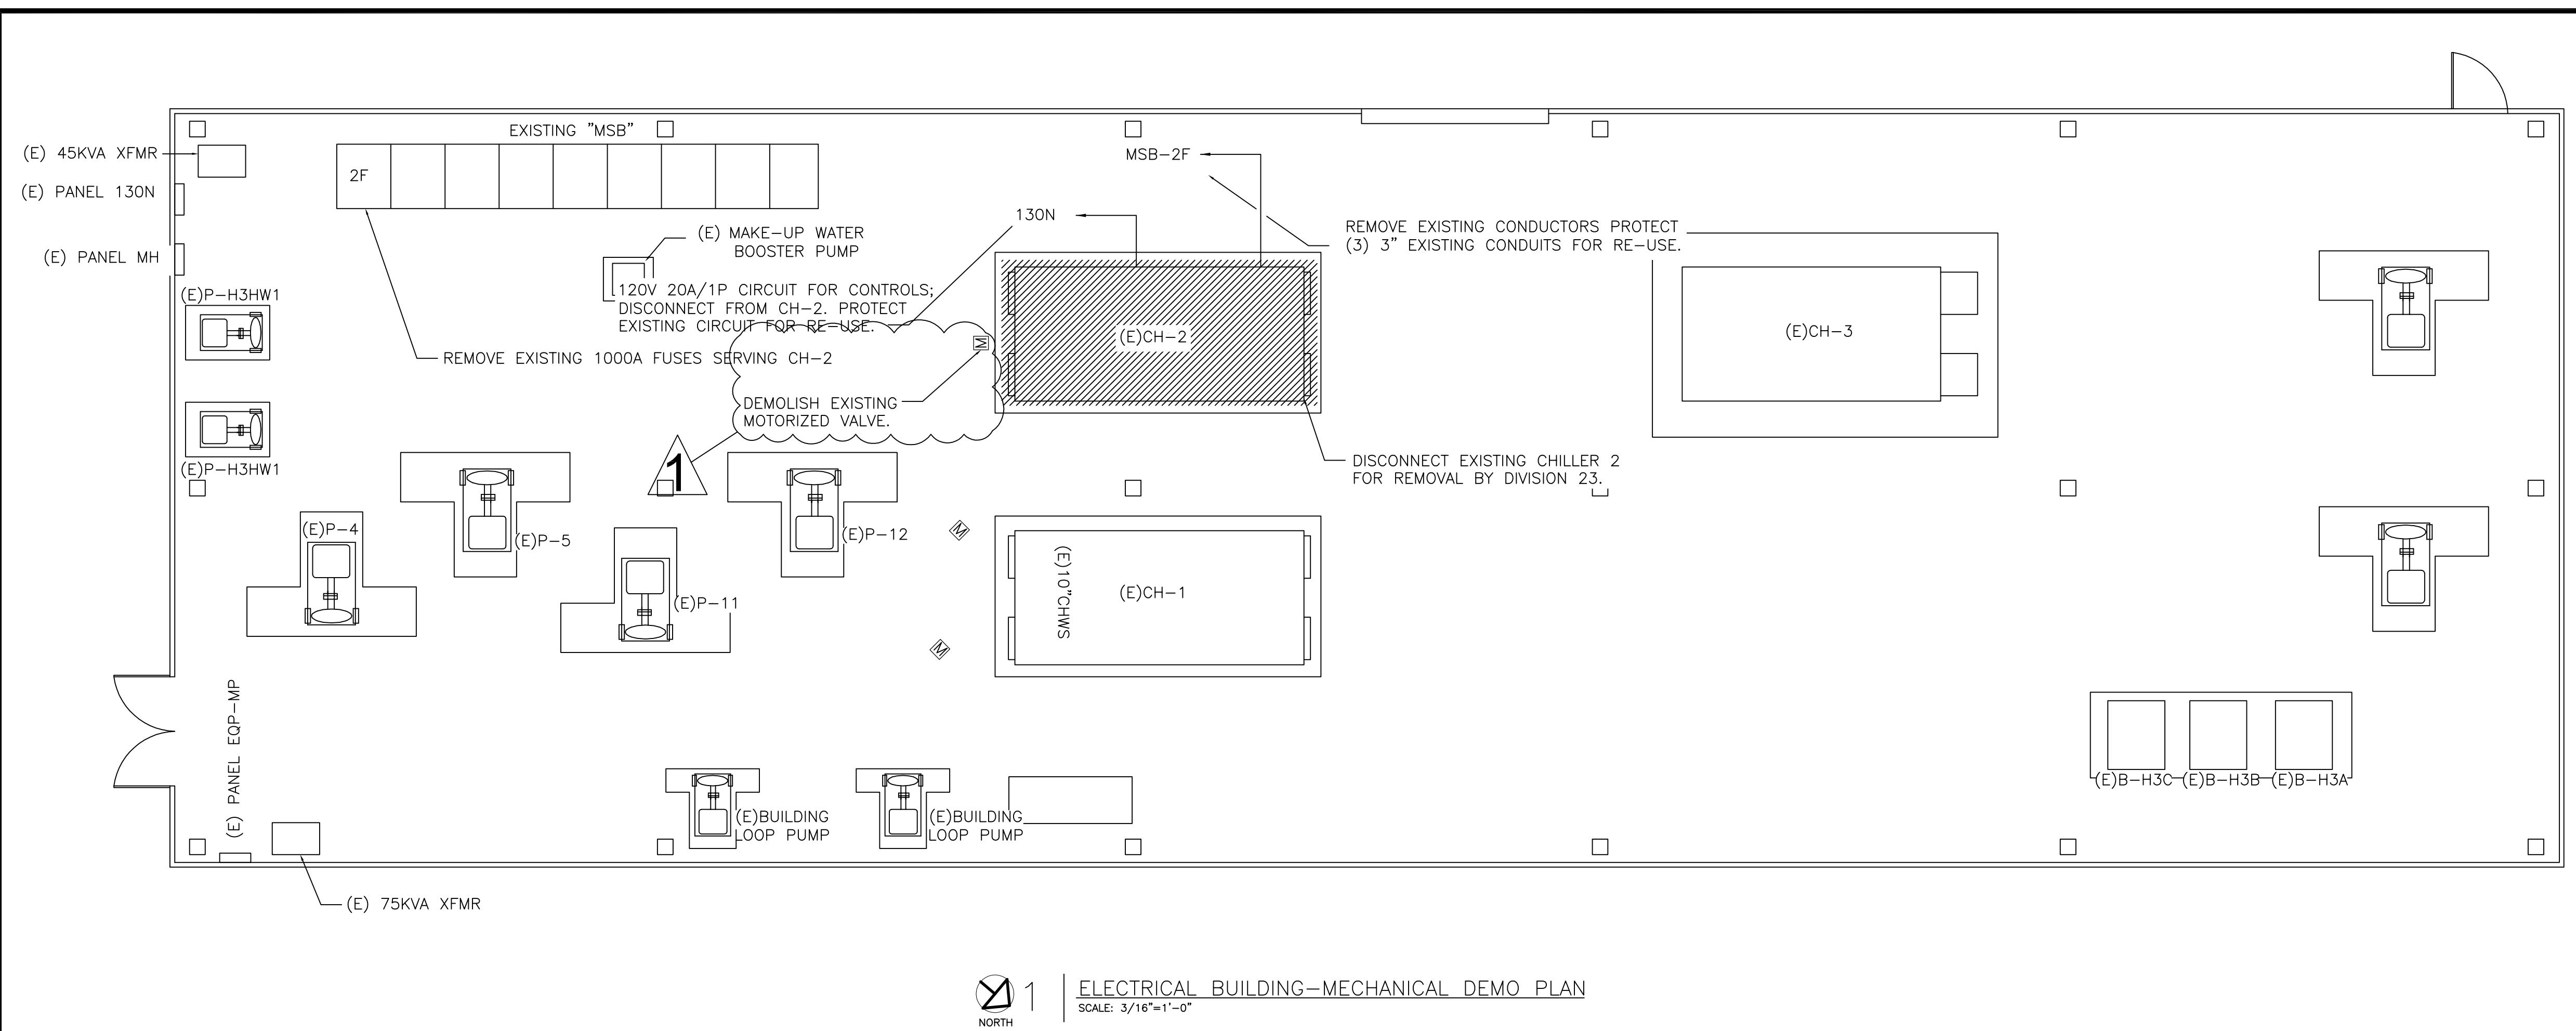 EXISTING "MSB"
(E) 45KVA XFMR
MSB-2F
2F
(E) PANEL 130N
130N
REMOVE EXISTING CONDUCTORS PROTECT
(3) 3" EXISTING CONDUITS FOR RE-USE.
(E) MAKE-UP WATER
BOOSTER PUMP
(E) PANEL MH
120V 20A/1P CIRCUIT FOR CONTROLS;
DISCONNECT FROM CH-2. PROTECT
EXISTING CIRCUIT FOR RE-USE.
(E)P-H3HW1
(E)CH-2
(E)CH-3
M
REMOVE EXISTING 1000A FUSES SERVING CH-2
DEMOLISH EXISTING
MOTORIZED VALVE.
(E)P-H3HW1
1
DISCONNECT EXISTING CHILLER 2
FOR REMOVAL BY DIVISION 23.
(E)P-4
(E)P-5
(E)P-12
M
(E)P-11
(E)10"CHWS
(E)CH-1
M
(E) PANEL EQP-MP
(E)B-H3C
(E)B-H3B
(E)B-H3A
(E)BUILDING
LOOP PUMP
(E)BUILDING
LOOP PUMP
(E) 75KVA XFMR
NORTH
1
ELECTRICAL BUILDING-MECHANICAL DEMO PLAN
SCALE: 3/16"=1'-0"